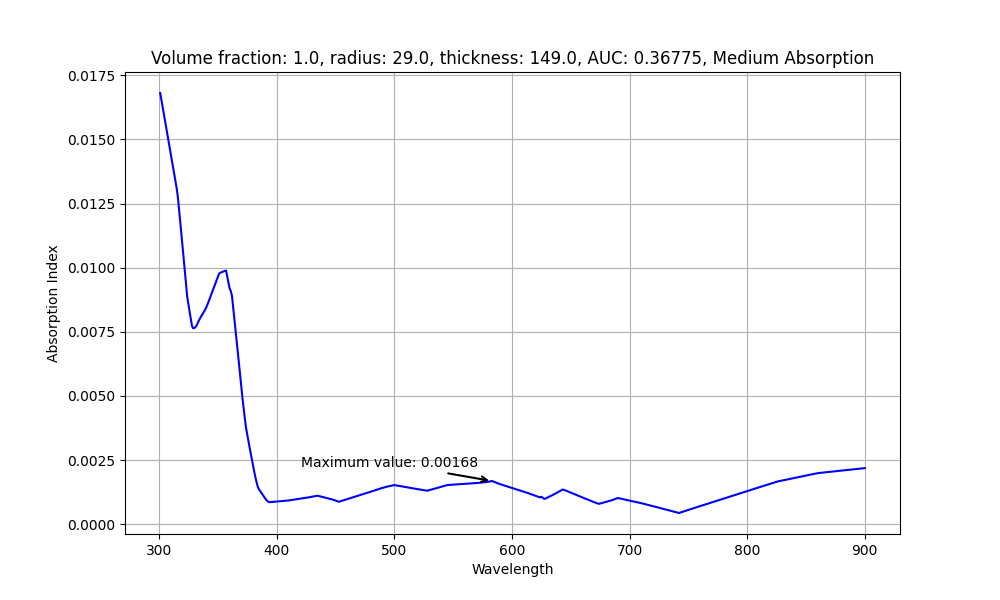 Volume fraction: 1.0, radius: 29.0, thickness: 149.0, AUC: 0.36775, Medium Absorption
0.0175
0.0150
0.0125
0.0100
0.0075
0.0050
0.0025
0.0000
Absorption Index
Maximum value: 0.00168
300 400 500 600 700 800 900
Wavelength